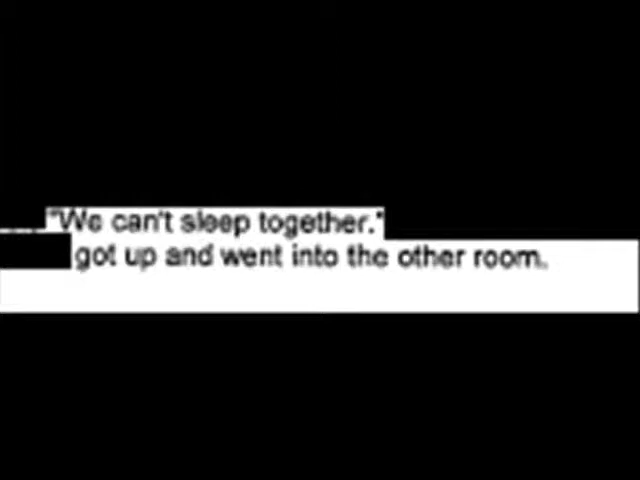 "We can't sleep together."
got up and went into the other room.